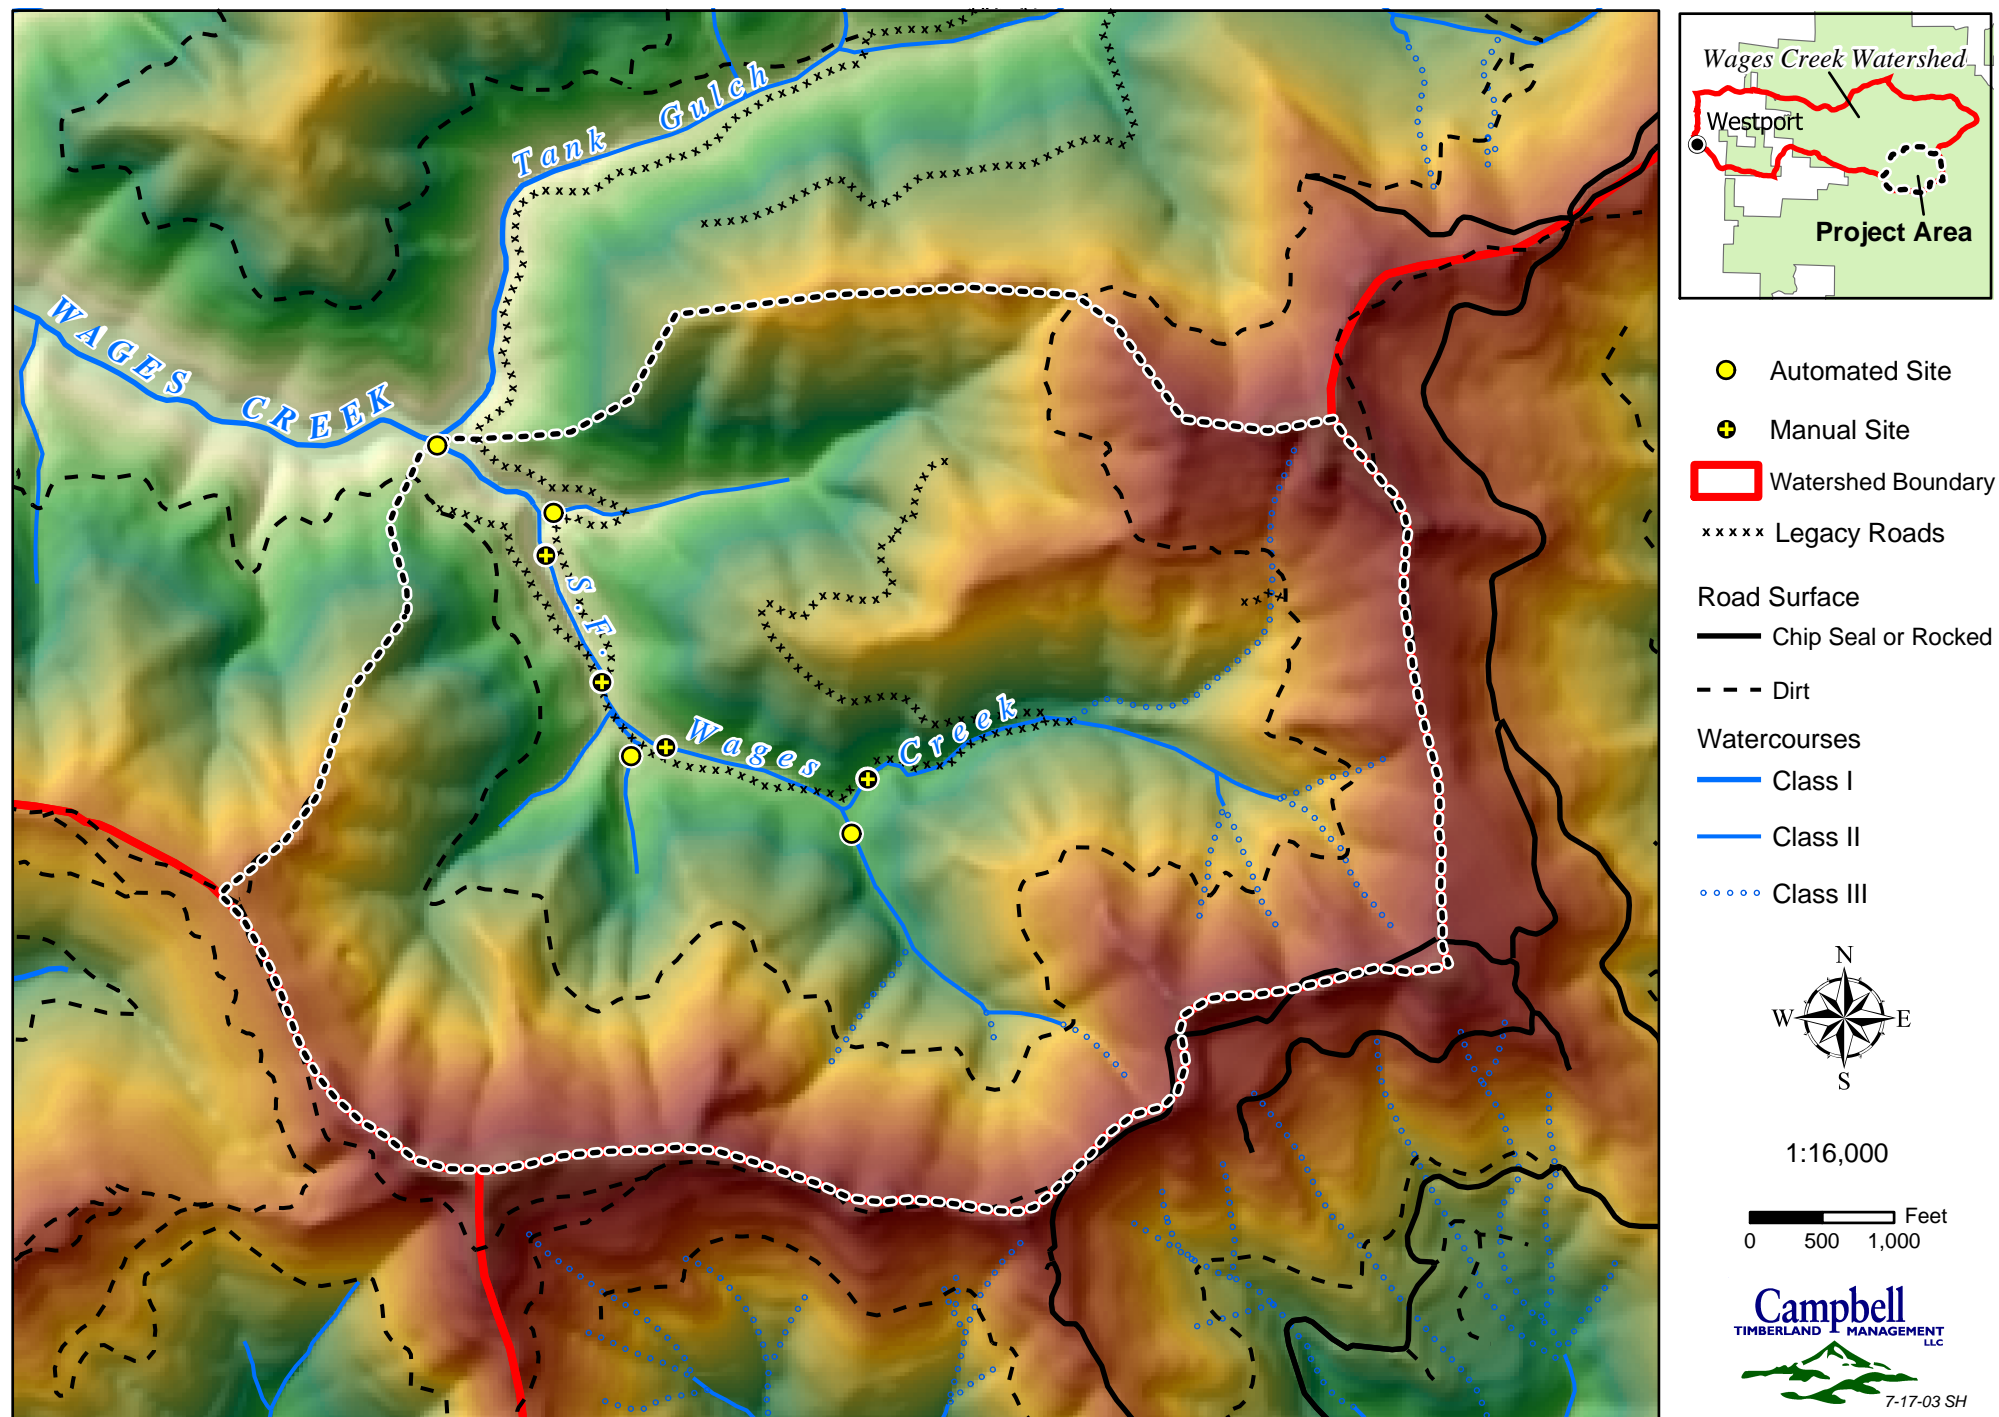 Tank Gulch
WAGES CREEK
S. F. Wages Creek
Wages Creek Watershed
Westport
Project Area
Automated Site
Manual Site
Watershed Boundary
xxxxx Legacy Roads
Road Surface
Chip Seal or Rocked
Dirt
Watercourses
Class I
Class II
Class III
N
W E
S
1:16,000
Feet
0 500 1,000
Campbell
TIMBERLAND MANAGEMENT
LLC
7-17-03 SH